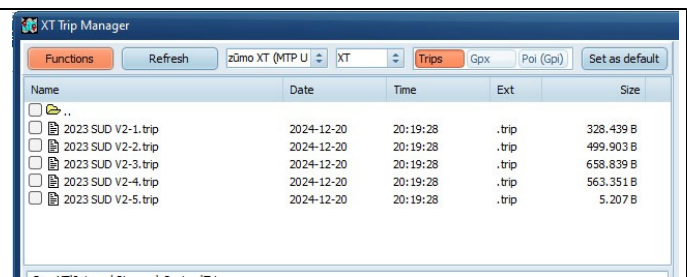 XT Trip Manager
Functions Refresh zūmo XT (MTP U XT Trips Gpx Poi (Gpi) Set as default
Name Date Time Ext Size
..
2023 SUD V2-1.trip 2024-12-20 20:19:28 .trip 328.439 B
2023 SUD V2-2.trip 2024-12-20 20:19:28 .trip 499.903 B
2023 SUD V2-3.trip 2024-12-20 20:19:28 .trip 658.839 B
2023 SUD V2-4.trip 2024-12-20 20:19:28 .trip 563.351 B
2023 SUD V2-5.trip 2024-12-20 20:19:28 .trip 5.207 B